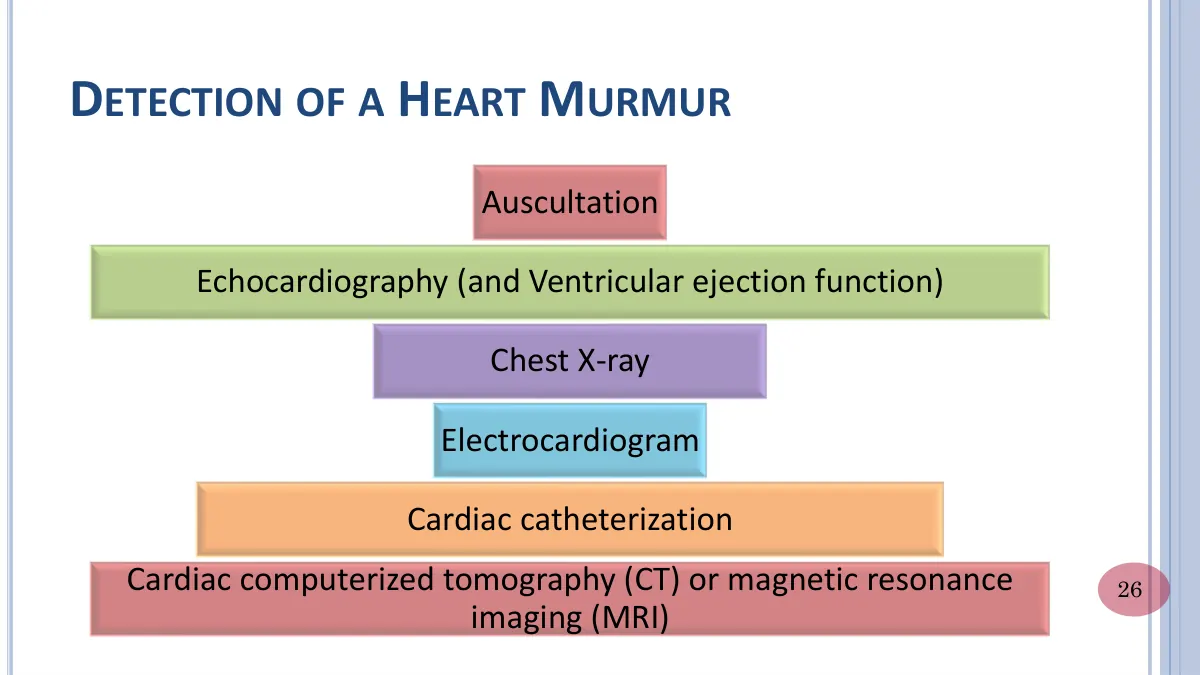 DETECTION OF A HEART MURMUR
Auscultation
Echocardiography (and Ventricular ejection function)
Chest X-ray
Electrocardiogram
Cardiac catheterization
Cardiac computerized tomography (CT) or magnetic resonance
imaging (MRI)
26